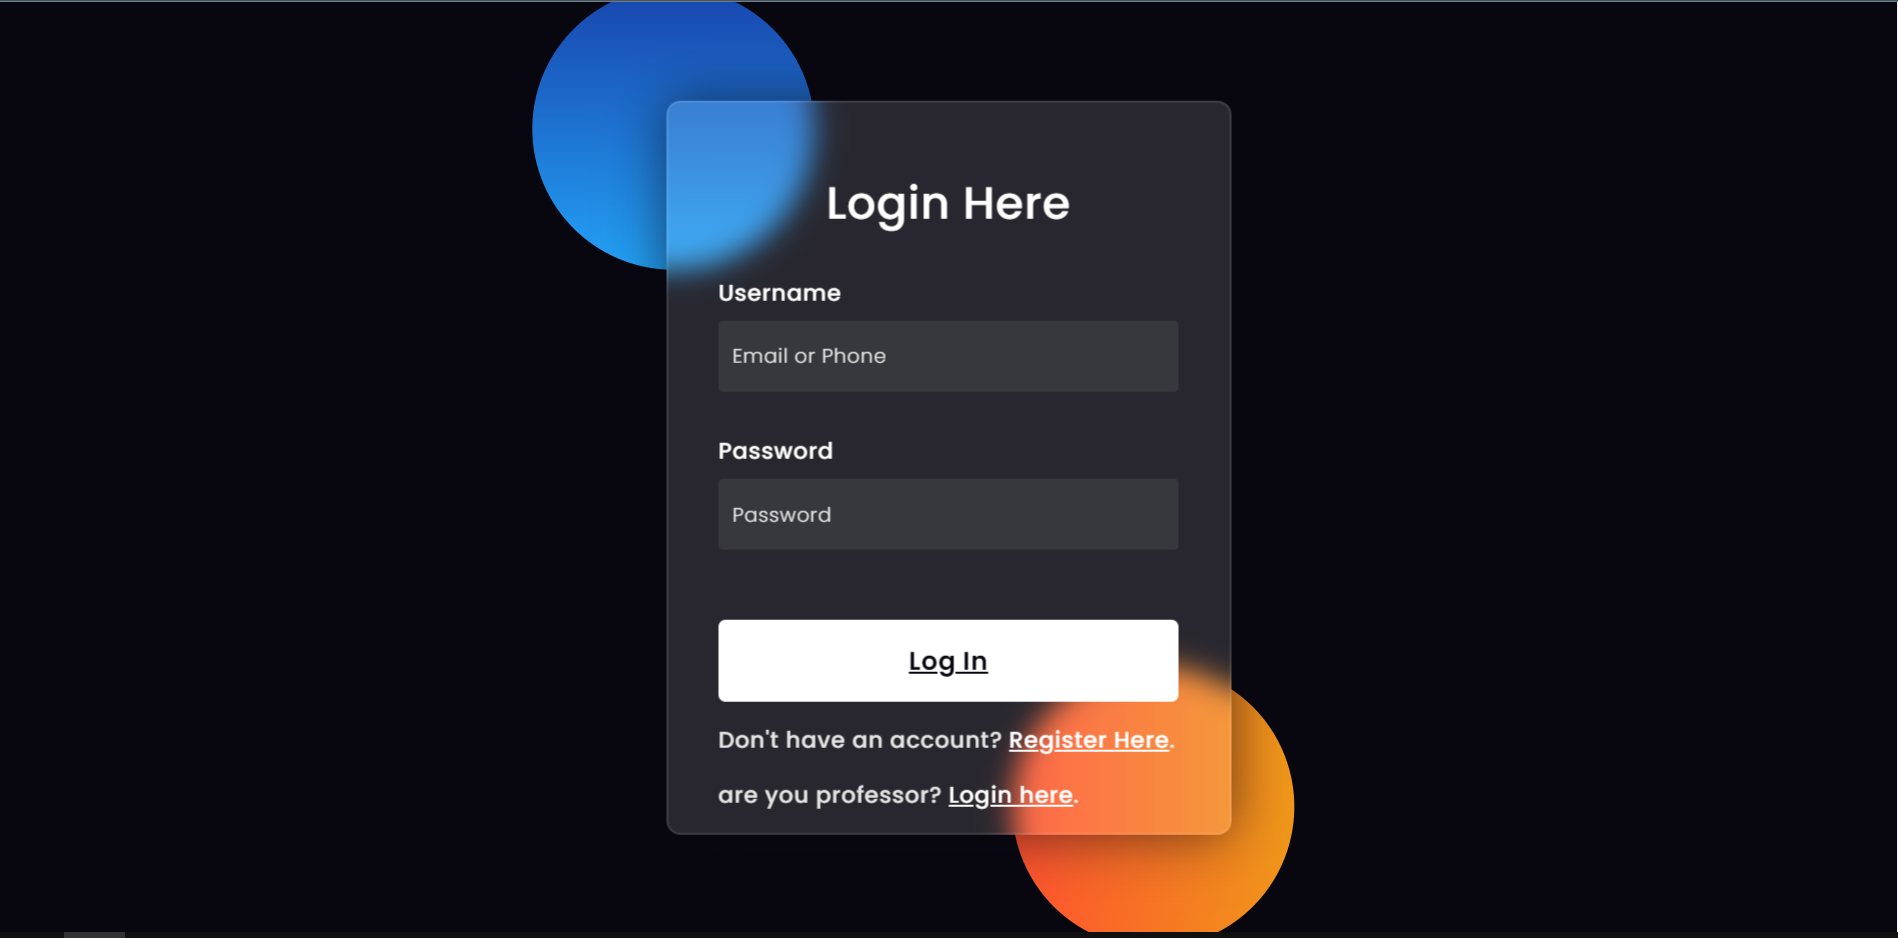 Login Here
Username
Email or Phone
Password
Password
Log In
Don't have an account? Register Here.
are you professor? Login here.